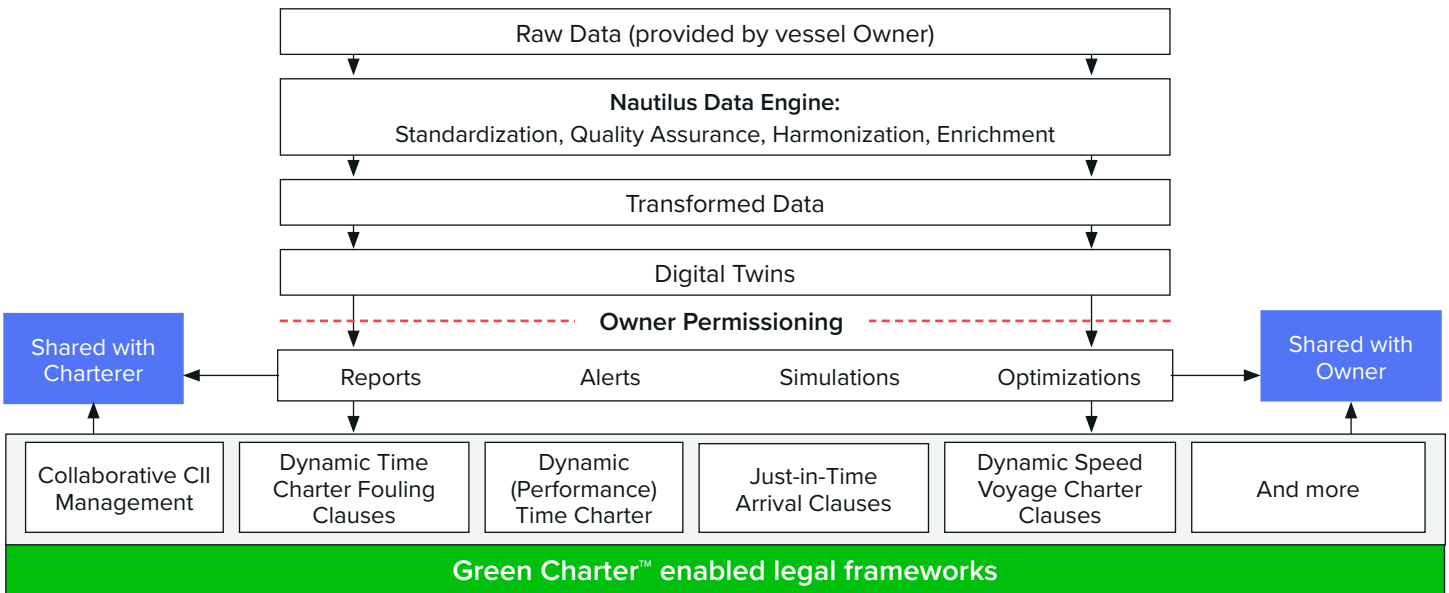 Raw Data (provided by vessel Owner)
Nautilus Data Engine:
Standardization, Quality Assurance, Harmonization, Enrichment
Transformed Data
Digital Twins
Owner Permissioning
Shared with
Charterer
Reports
Alerts
Simulations
Optimizations
Shared with
Owner
Collaborative CII
Management
Dynamic Time
Charter Fouling
Clauses
Dynamic
(Performance)
Time Charter
Just-in-Time
Arrival Clauses
Dynamic Speed
Voyage Charter
Clauses
And more
Green Charter™ enabled legal frameworks